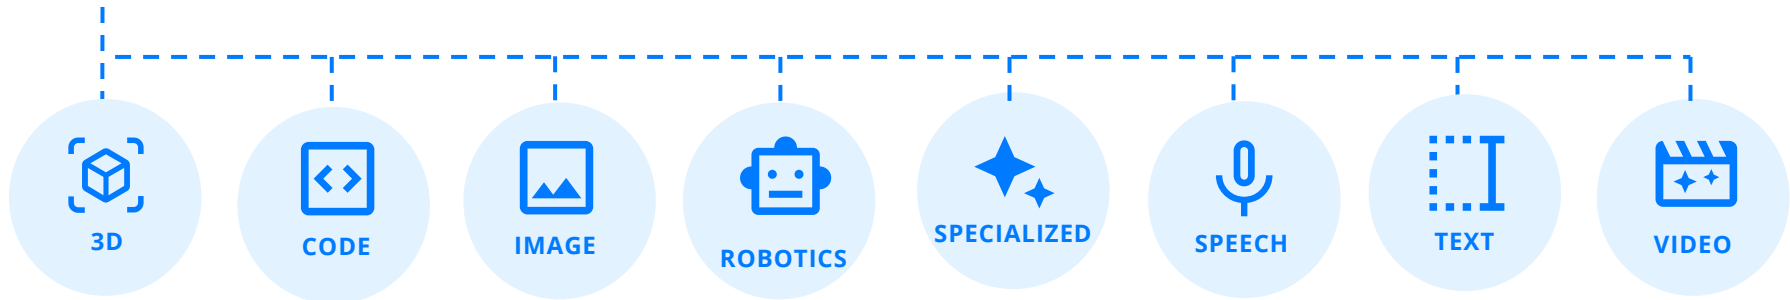 3D
CODE
IMAGE
ROBOTICS
SPECIALIZED
SPEECH
TEXT
VIDEO